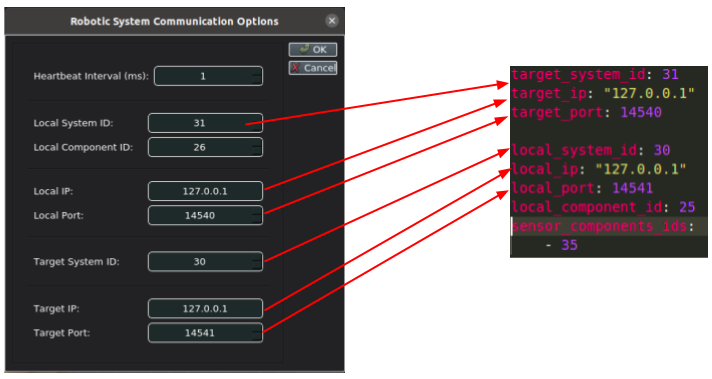 Robotic System Communication Options
OK
Cancel
Heartbeat Interval (ms): 1
Local System ID: 31
Local Component ID: 26
Local IP: 127.0.0.1
Local Port: 14540
Target System ID: 30
Target IP: 127.0.0.1
Target Port: 14541
target_system_id: 31
target_ip: "127.0.0.1"
target_port: 14540
local_system_id: 30
local_ip: "127.0.0.1"
local_port: 14541
local_component_id: 25
sensor_components_ids:
- 35